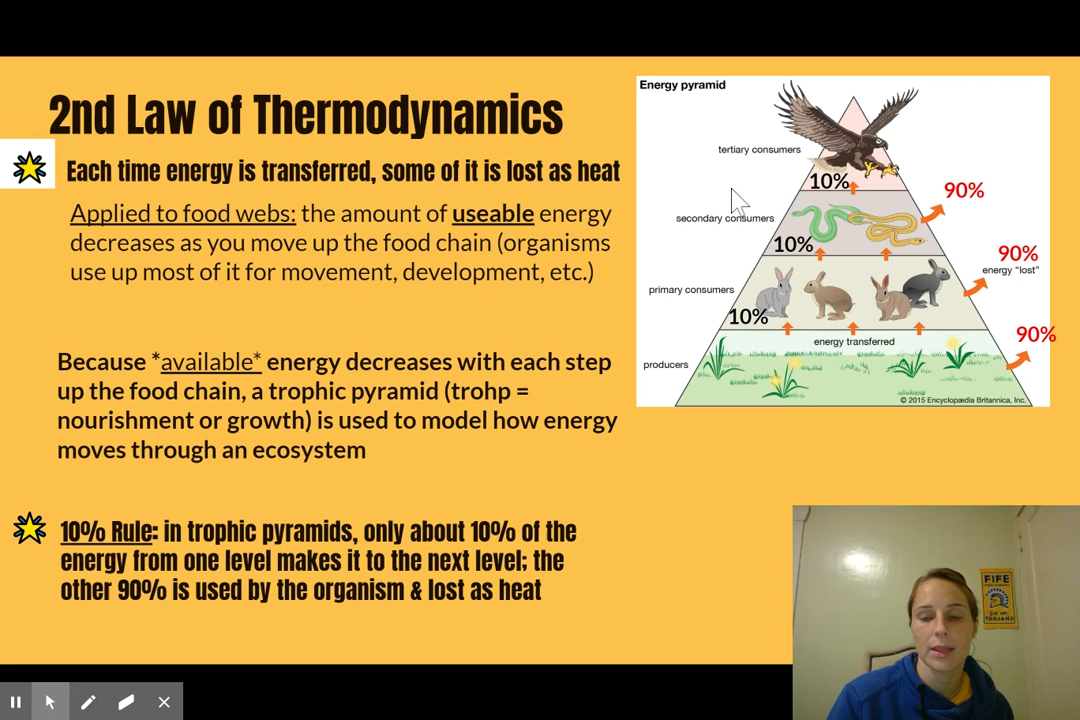 2nd Law of Thermodynamics
Each time energy is transferred, some of it is lost as heat
Applied to food webs: the amount of useable energy
decreases as you move up the food chain (organisms
use up most of it for movement, development, etc.)
Because *available* energy decreases with each step
up the food chain, a trophic pyramid (trohp =
nourishment or growth) is used to model how energy
moves through an ecosystem
10% Rule: in trophic pyramids, only about 10% of the
energy from one level makes it to the next level; the
other 90% is used by the organism & lost as heat
Energy pyramid
tertiary consumers
10%
90%
secondary consumers
10%
90%
energy "lost"
primary consumers
10%
90%
energy transferred
producers
© 2015 Encyclopædia Britannica, Inc.
FIFE
TROJANS